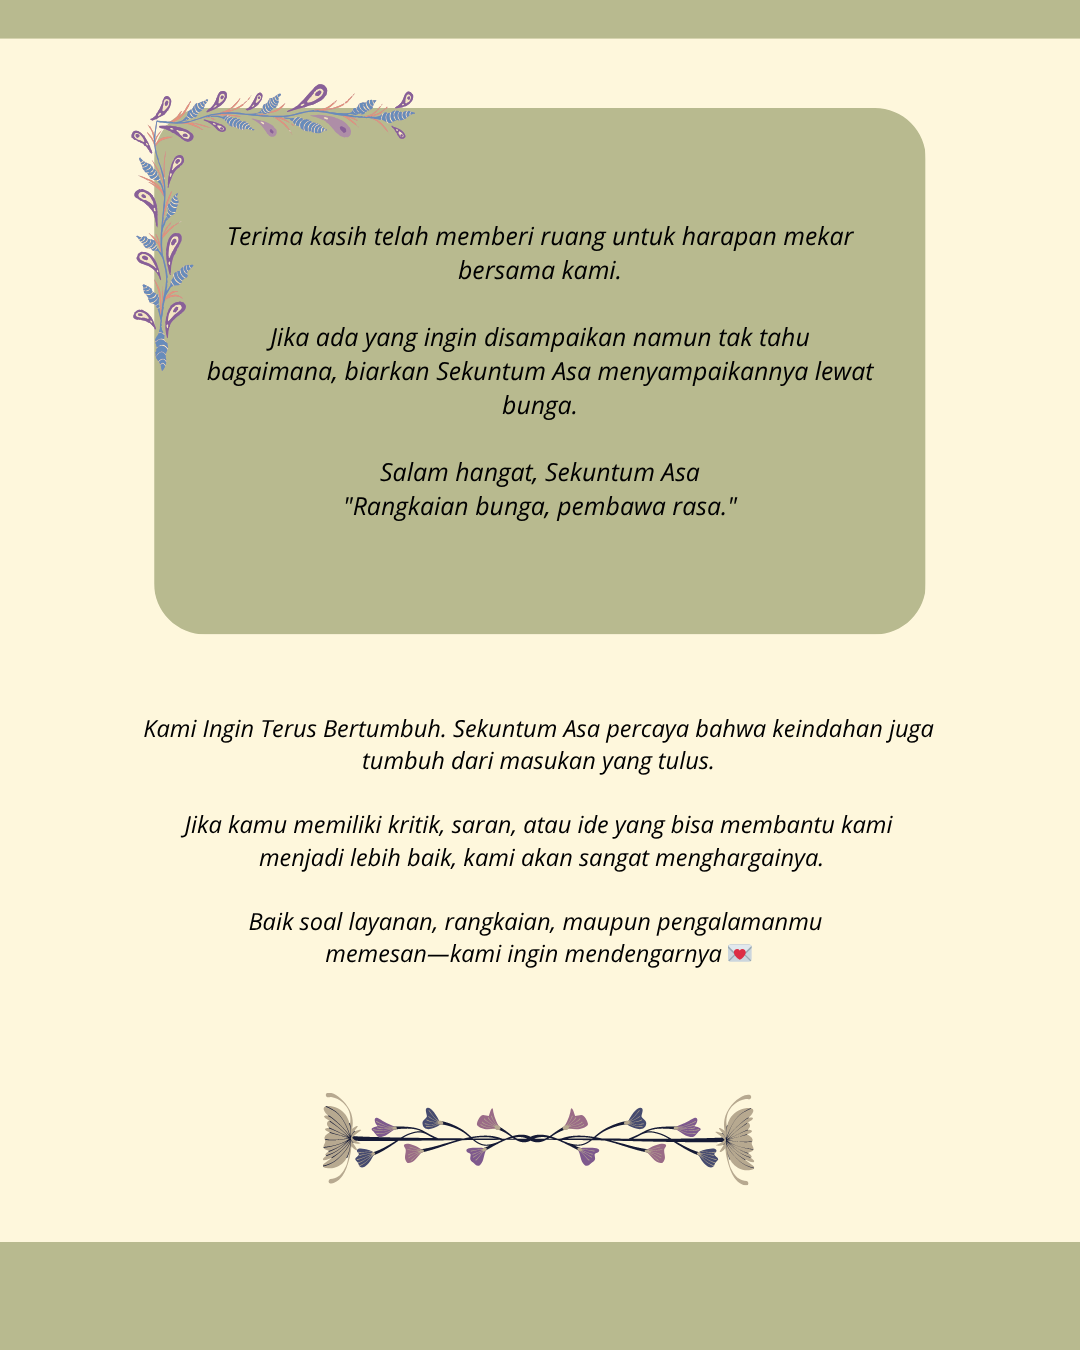 Terima kasih telah memberi ruang untuk harapan mekar
bersama kami.
Jika ada yang ingin disampaikan namun tak tahu
bagaimana, biarkan Sekuntum Asa menyampaikannya lewat
bunga.
Salam hangat, Sekuntum Asa
"Rangkaian bunga, pembawa rasa."
Kami Ingin Terus Bertumbuh. Sekuntum Asa percaya bahwa keindahan juga
tumbuh dari masukan yang tulus.
Jika kamu memiliki kritik, saran, atau ide yang bisa membantu kami
menjadi lebih baik, kami akan sangat menghargainya.
Baik soal layanan, rangkaian, maupun pengalamanmu
memesan—kami ingin mendengarnya 💌